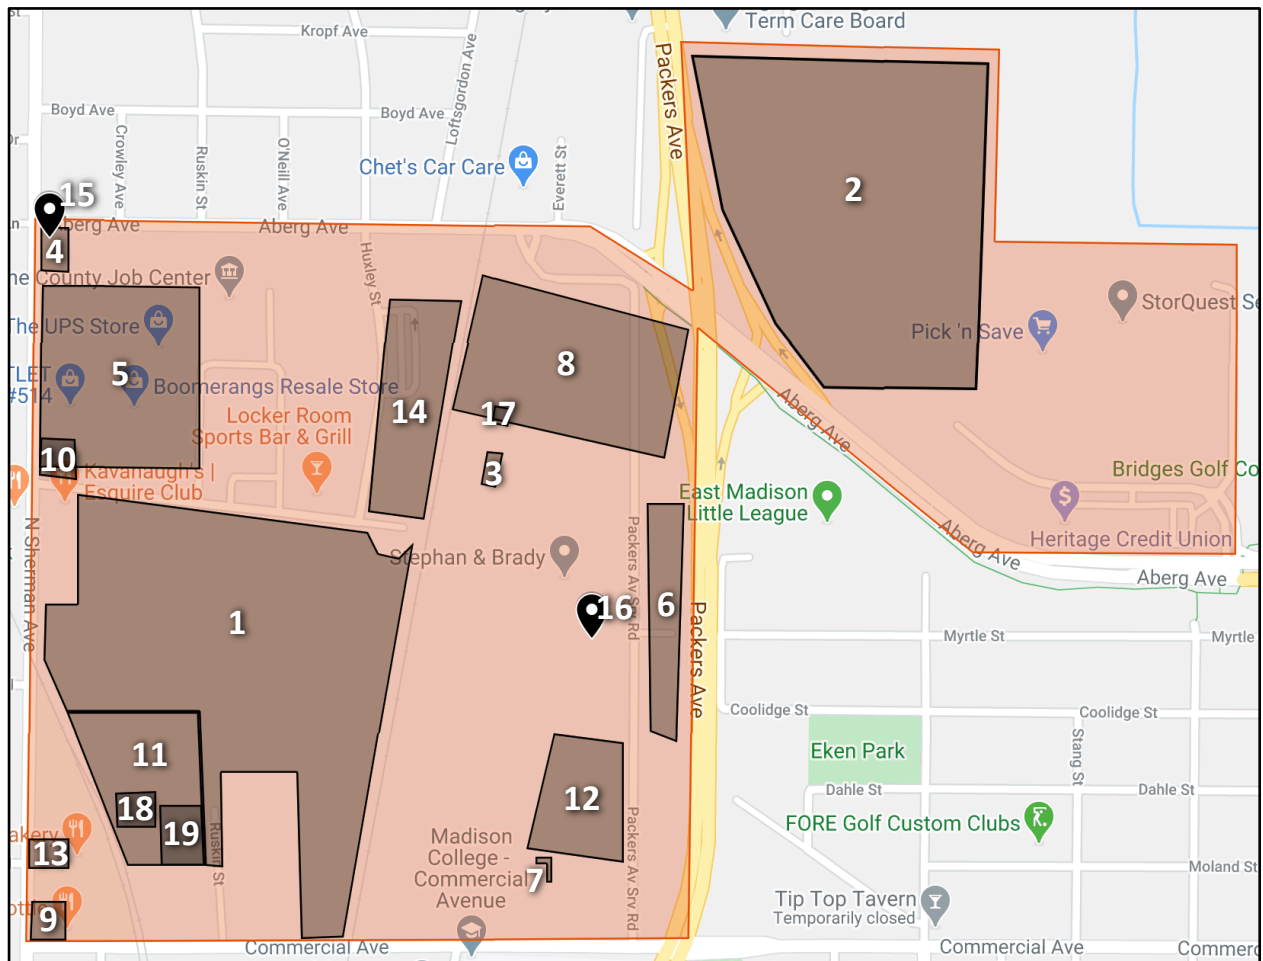 Term Care Board
Kropf Ave
Loftsgordon Ave
Packers Ave
Boyd Ave
Boyd Ave
Crowley Ave
Ruskin St
O'Neill Ave
Chet's Car Care
Everett St
2
15
berg Ave
Aberg Ave
4
ne County Job Center
Huxley St
StorQuest Se
The UPS Store
Pick 'n Save
5
8
TLET
#514
Boomerangs Resale Store
14
17
Aberg Ave
Locker Room
Sports Bar & Grill
10
3
Kavanaugh's |
Esquire Club
Bridges Golf Co
East Madison
Little League
N Sherman Ave
Packers Av Srv Rd
Aberg Ave
Heritage Credit Union
Stephan & Brady
Aberg Ave
16
6
1
Packers Ave
Myrtle St
Myrtle
Coolidge St
Coolidge St
Stang St
11
Eken Park
12
18
19
Dahle St
Dahle St
Ruskin St
Packers Av Srv Rd
FORE Golf Custom Clubs
akery
13
Madison
College -
Commercial
Avenue
7
Moland St
9
Tip Top Tavern
Temporarily closed
Commercial Ave
Commercial Ave
Commerc